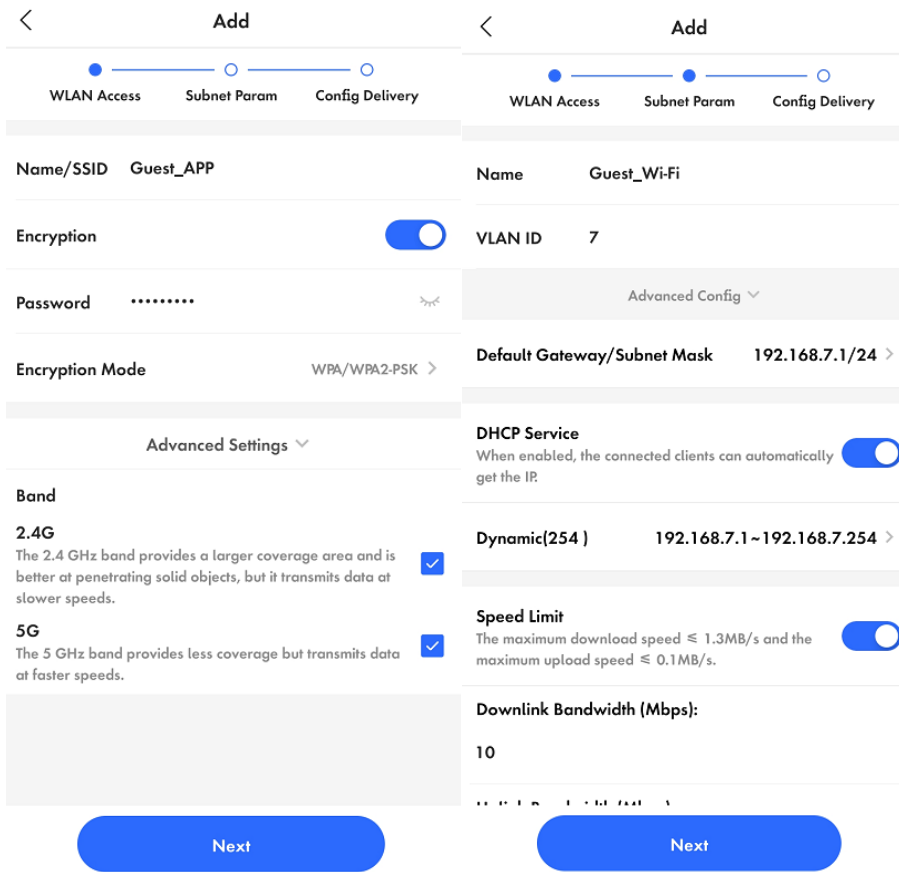 Add
WLAN Access Subnet Param Config Delivery
Name/SSID Guest_APP
Encryption
Password •••••••••
Encryption Mode WPA/WPA2-PSK
Advanced Settings
Band
2.4G
The 2.4 GHz band provides a larger coverage area and is
better at penetrating solid objects, but it transmits data at
slower speeds.
5G
The 5 GHz band provides less coverage but transmits data
at faster speeds.
Next
Add
WLAN Access Subnet Param Config Delivery
Name Guest_Wi-Fi
VLAN ID 7
Advanced Config
Default Gateway/Subnet Mask 192.168.7.1/24
DHCP Service
When enabled, the connected clients can automatically
get the IP.
Dynamic(254 ) 192.168.7.1~192.168.7.254
Speed Limit
The maximum download speed ≤ 1.3MB/s and the
maximum upload speed ≤ 0.1MB/s.
Downlink Bandwidth (Mbps):
10
Next